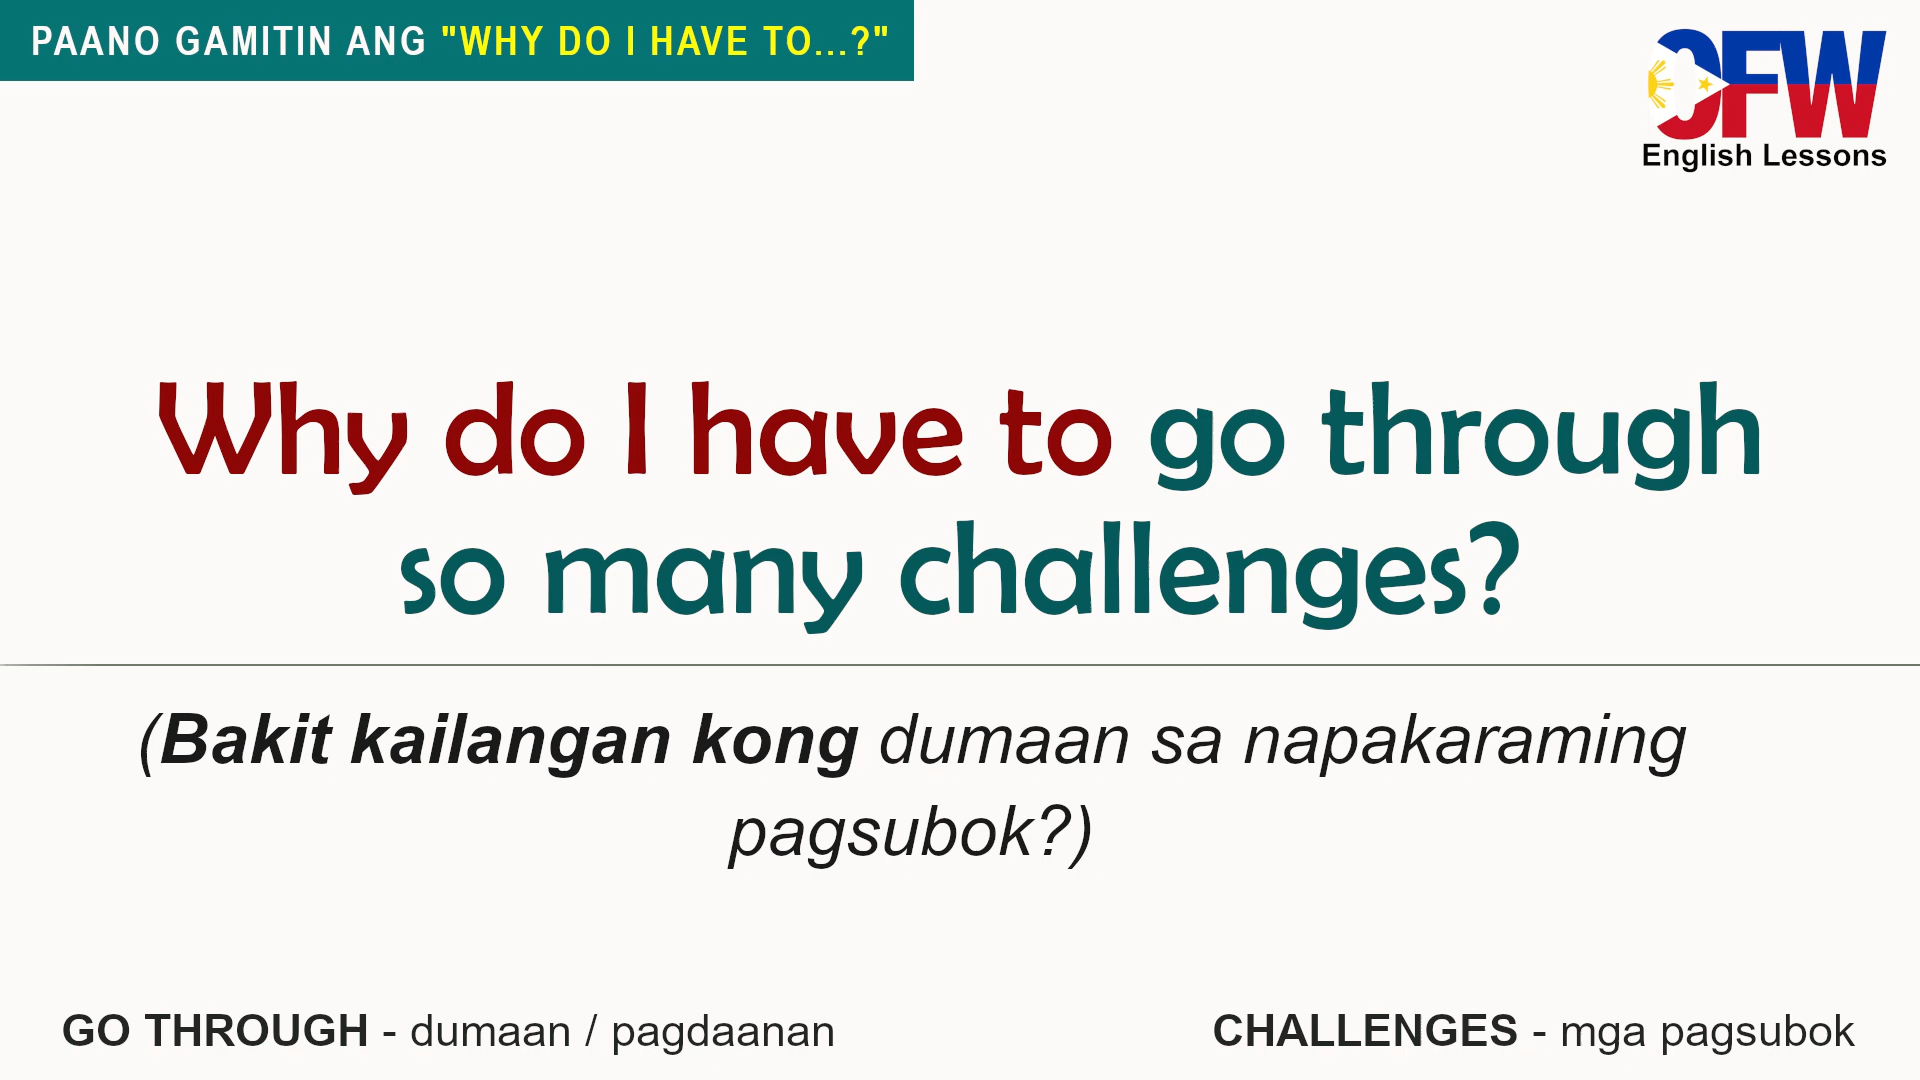 PAANO GAMITIN ANG "WHY DO I HAVE TO...?"
OFW
English Lessons
Why do I have to go through
so many challenges?
(Bakit kailangan kong dumaan sa napakaraming
pagsubok?)
GO THROUGH - dumaan / pagdaanan
CHALLENGES - mga pagsubok